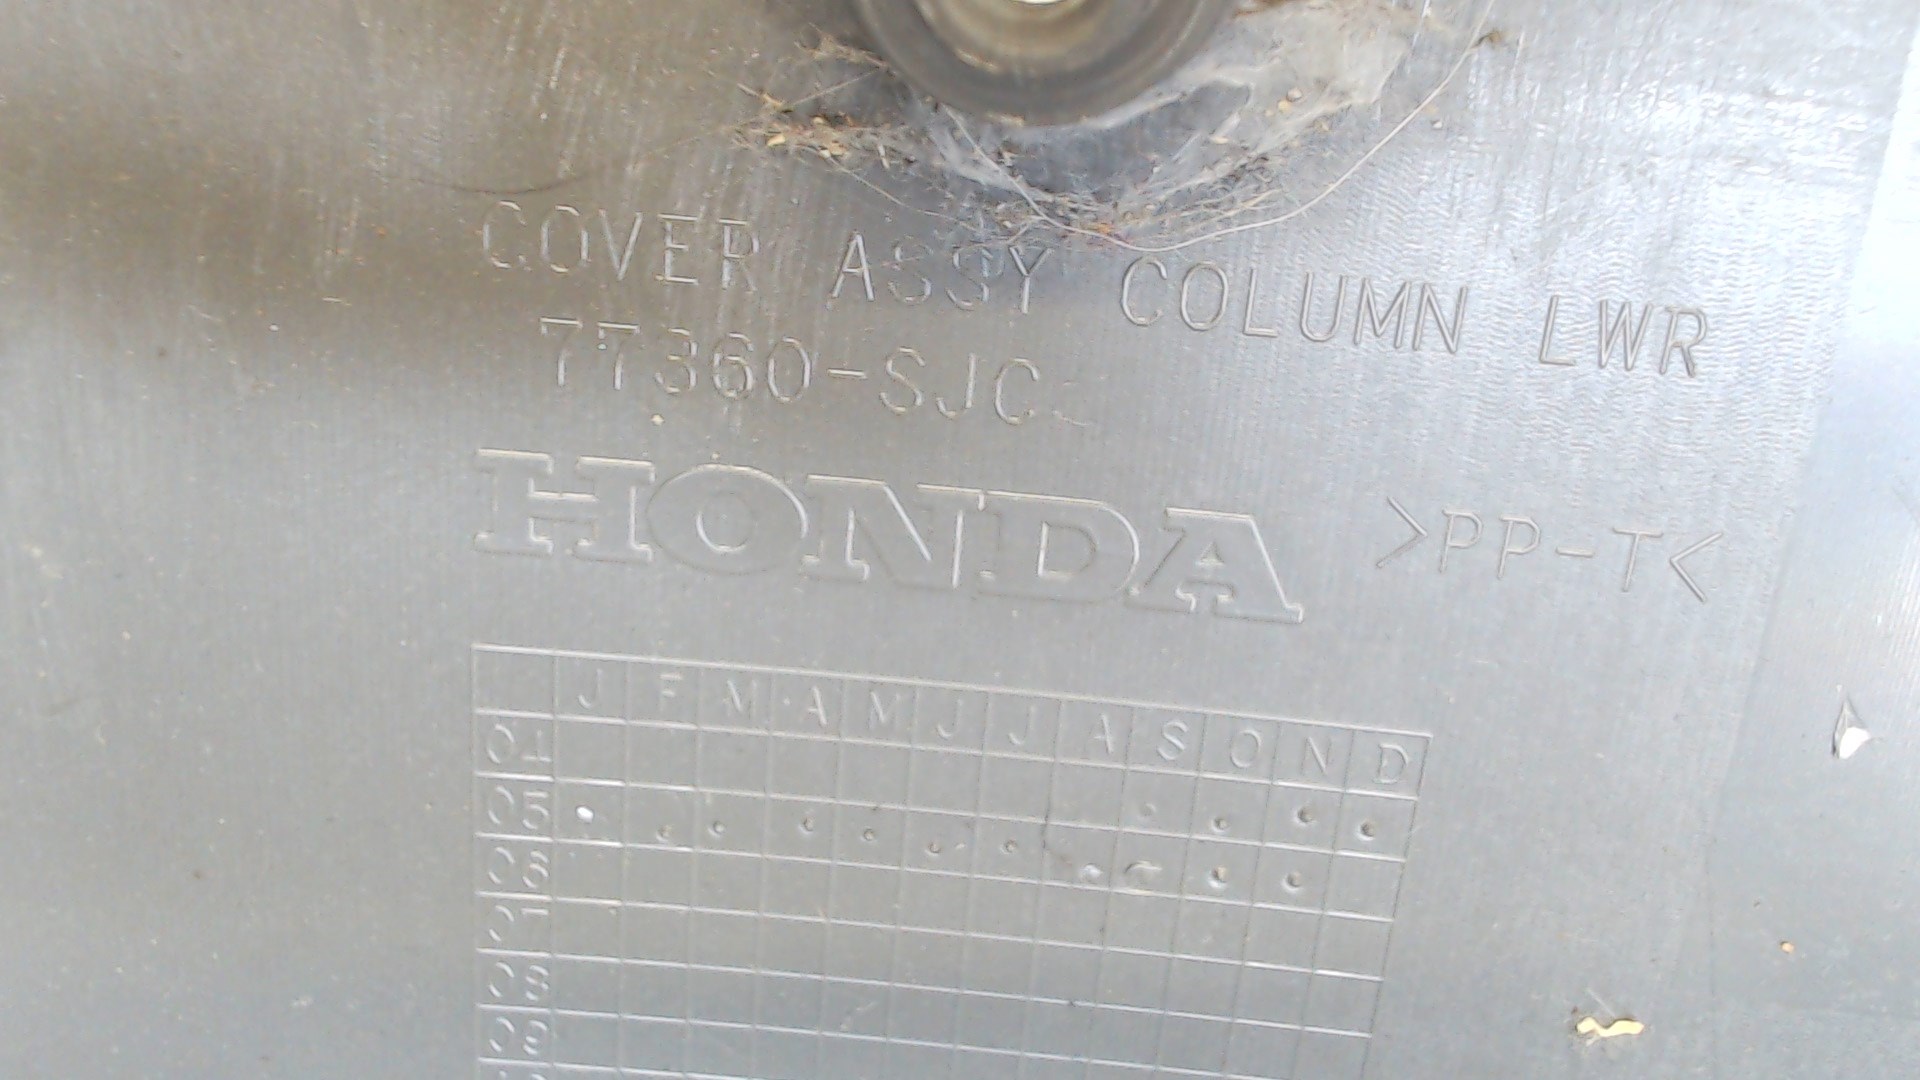 COVER ASSY COLUMN LWR
77360-SJC
HONDA >PP-T<
J F M A M J J A S O N D
04
05
06
07
08
09